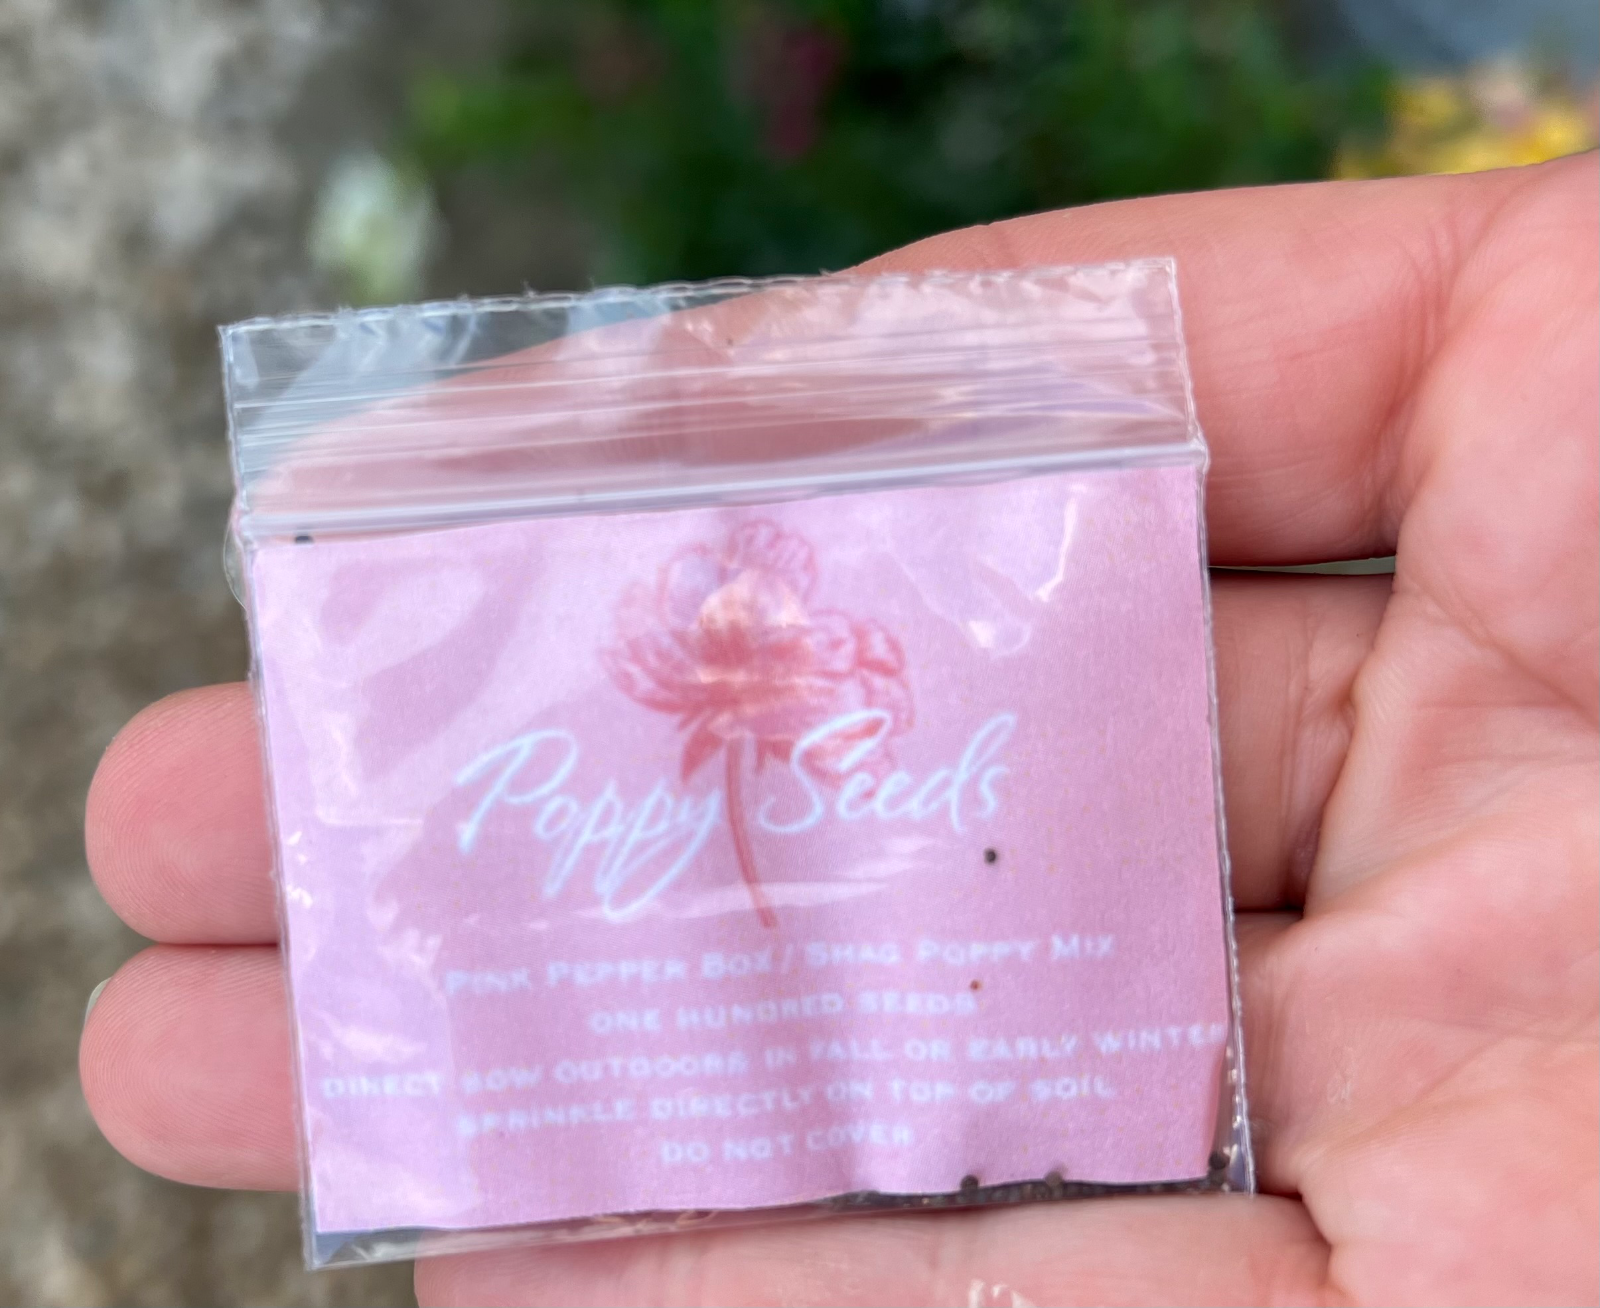 Poppy Seeds
PINK PEPPER BOX/ SHAG POPPY MIX
ONE HUNDRED SEEDS
DIRECT SOW OUTDOORS IN FALL OR EARLY WINTER
SPRINKLE DIRECTLY ON TOP OF SOIL
DO NOT COVER